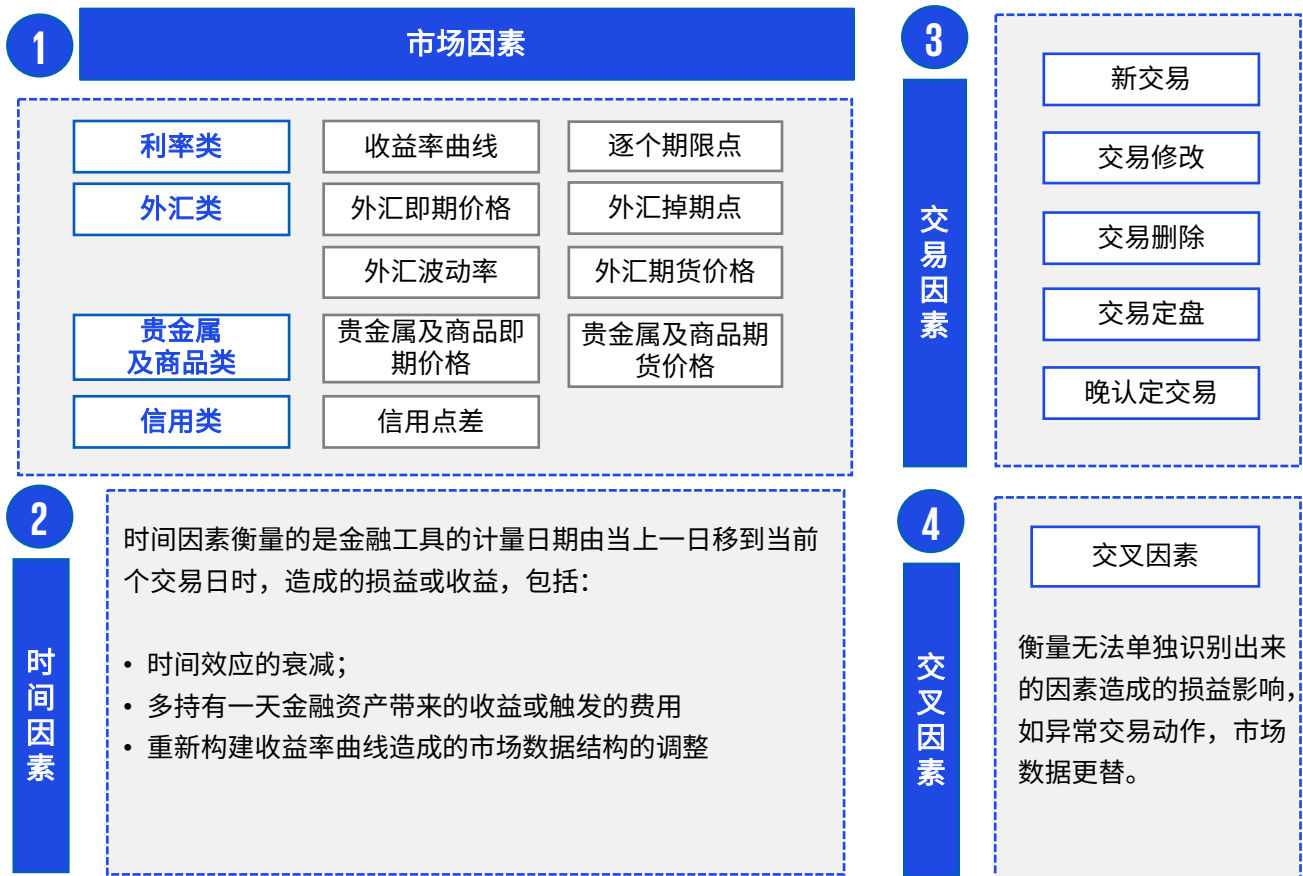 1
市场因素
利率类
收益率曲线
逐个期限点
外汇类
外汇即期价格
外汇掉期点
外汇波动率
外汇期货价格
贵金属
及商品类
贵金属及商品即
期价格
贵金属及商品期
货价格
信用类
信用点差
2
时间因素
时间因素衡量的是金融工具的计量日期由当上一日移到当前
个交易日时，造成的损益或收益，包括：
• 时间效应的衰减；
• 多持有一天金融资产带来的收益或触发的费用
• 重新构建收益率曲线造成的市场数据结构的调整
3
交易因素
新交易
交易修改
交易删除
交易定盘
晚认定交易
4
交叉因素
交叉因素
衡量无法单独识别出来
的因素造成的损益影响，
如异常交易动作，市场
数据更替。